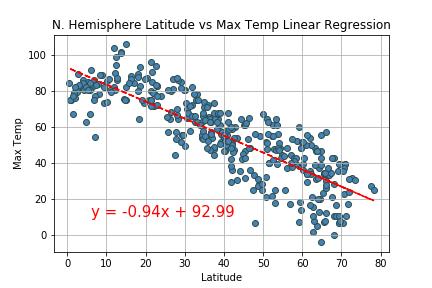 N. Hemisphere Latitude vs Max Temp Linear Regression
100
80
60
40
20
0
Max Temp
y = -0.94x + 92.99
0 10 20 30 40 50 60 70 80
Latitude